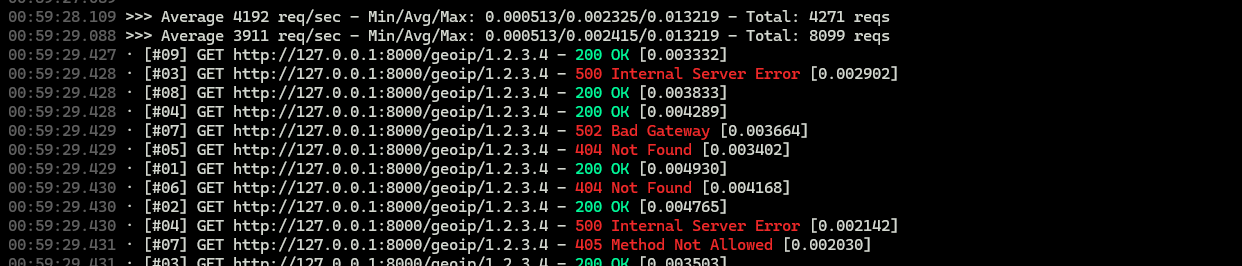 00:59:27.089
00:59:28.109 >>> Average 4192 req/sec - Min/Avg/Max: 0.000513/0.002325/0.013219 - Total: 4271 reqs
00:59:29.088 >>> Average 3911 req/sec - Min/Avg/Max: 0.000513/0.002415/0.013219 - Total: 8099 reqs
00:59:29.427 · [#09] GET http://127.0.0.1:8000/geoip/1.2.3.4 - 200 OK [0.003332]
00:59:29.428 · [#03] GET http://127.0.0.1:8000/geoip/1.2.3.4 - 500 Internal Server Error [0.002902]
00:59:29.428 · [#08] GET http://127.0.0.1:8000/geoip/1.2.3.4 - 200 OK [0.003833]
00:59:29.428 · [#04] GET http://127.0.0.1:8000/geoip/1.2.3.4 - 200 OK [0.004289]
00:59:29.429 · [#07] GET http://127.0.0.1:8000/geoip/1.2.3.4 - 502 Bad Gateway [0.003664]
00:59:29.429 · [#05] GET http://127.0.0.1:8000/geoip/1.2.3.4 - 404 Not Found [0.003402]
00:59:29.429 · [#01] GET http://127.0.0.1:8000/geoip/1.2.3.4 - 200 OK [0.004930]
00:59:29.430 · [#06] GET http://127.0.0.1:8000/geoip/1.2.3.4 - 404 Not Found [0.004168]
00:59:29.430 · [#02] GET http://127.0.0.1:8000/geoip/1.2.3.4 - 200 OK [0.004765]
00:59:29.430 · [#04] GET http://127.0.0.1:8000/geoip/1.2.3.4 - 500 Internal Server Error [0.002142]
00:59:29.431 · [#07] GET http://127.0.0.1:8000/geoip/1.2.3.4 - 405 Method Not Allowed [0.002030]
00:59:29.431 · [#03] GET http://127.0.0.1:8000/geoip/1.2.3.4 - 200 OK [0.003503]